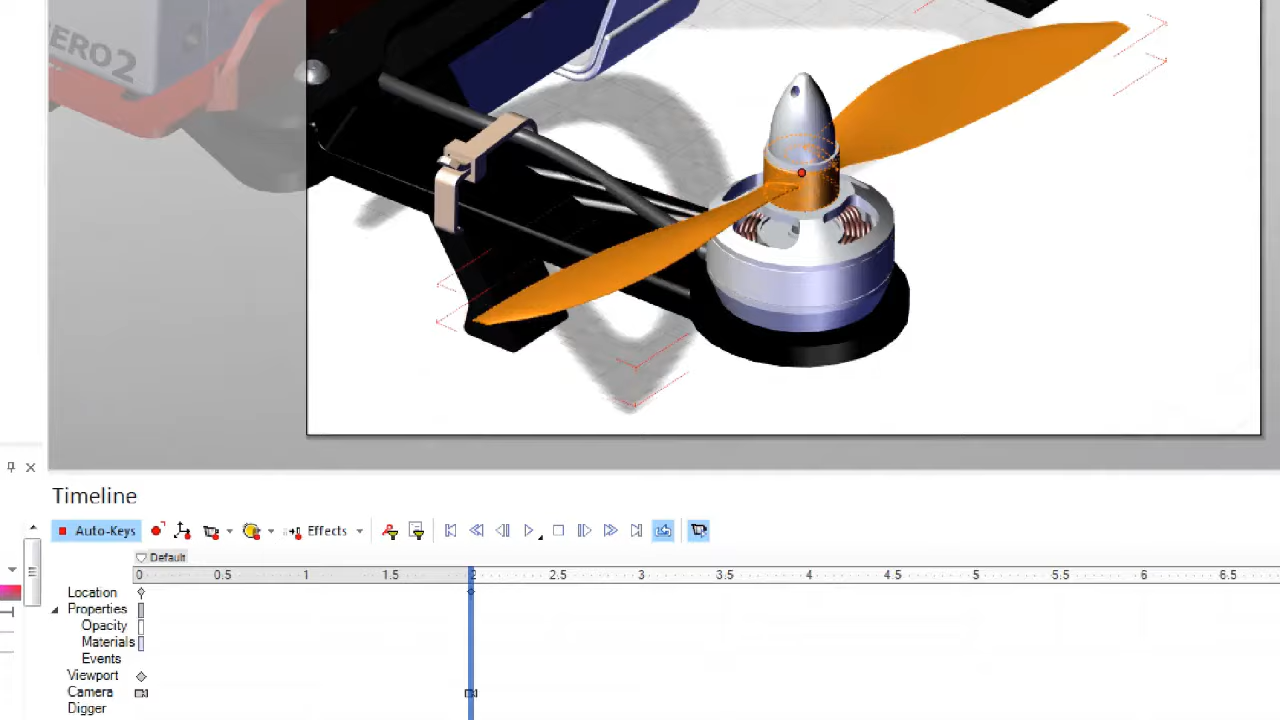 ERO2
Timeline
Auto-Keys Effects
Default
0 0.5 1 1.5 2 2.5 3 3.5 4 4.5 5 5.5 6 6.5
Location
Properties
Opacity
Materials
Events
Viewport
Camera
Digger